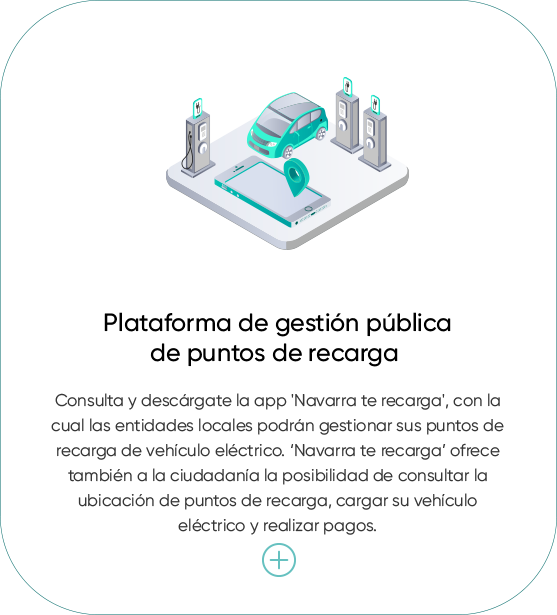 Plataforma de gestión pública
de puntos de recarga
Consulta y descárgate la app 'Navarra te recarga', con la
cual las entidades locales podrán gestionar sus puntos de
recarga de vehículo eléctrico. ‘Navarra te recarga’ ofrece
también a la ciudadanía la posibilidad de consultar la
ubicación de puntos de recarga, cargar su vehículo
eléctrico y realizar pagos.